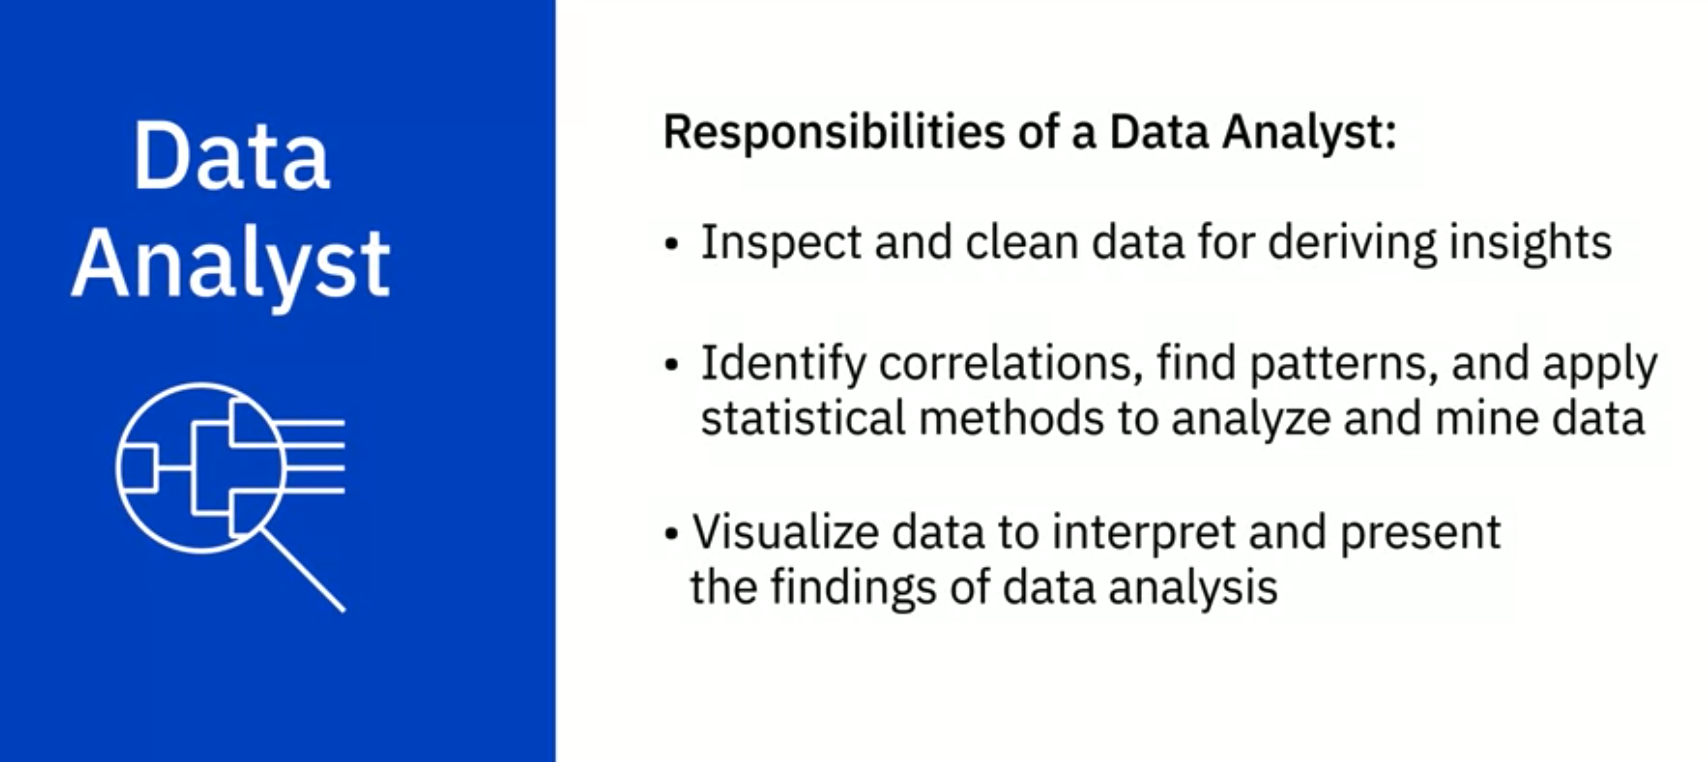 Data
Analyst
Responsibilities of a Data Analyst:
• Inspect and clean data for deriving insights
• Identify correlations, find patterns, and apply
statistical methods to analyze and mine data
• Visualize data to interpret and present
the findings of data analysis